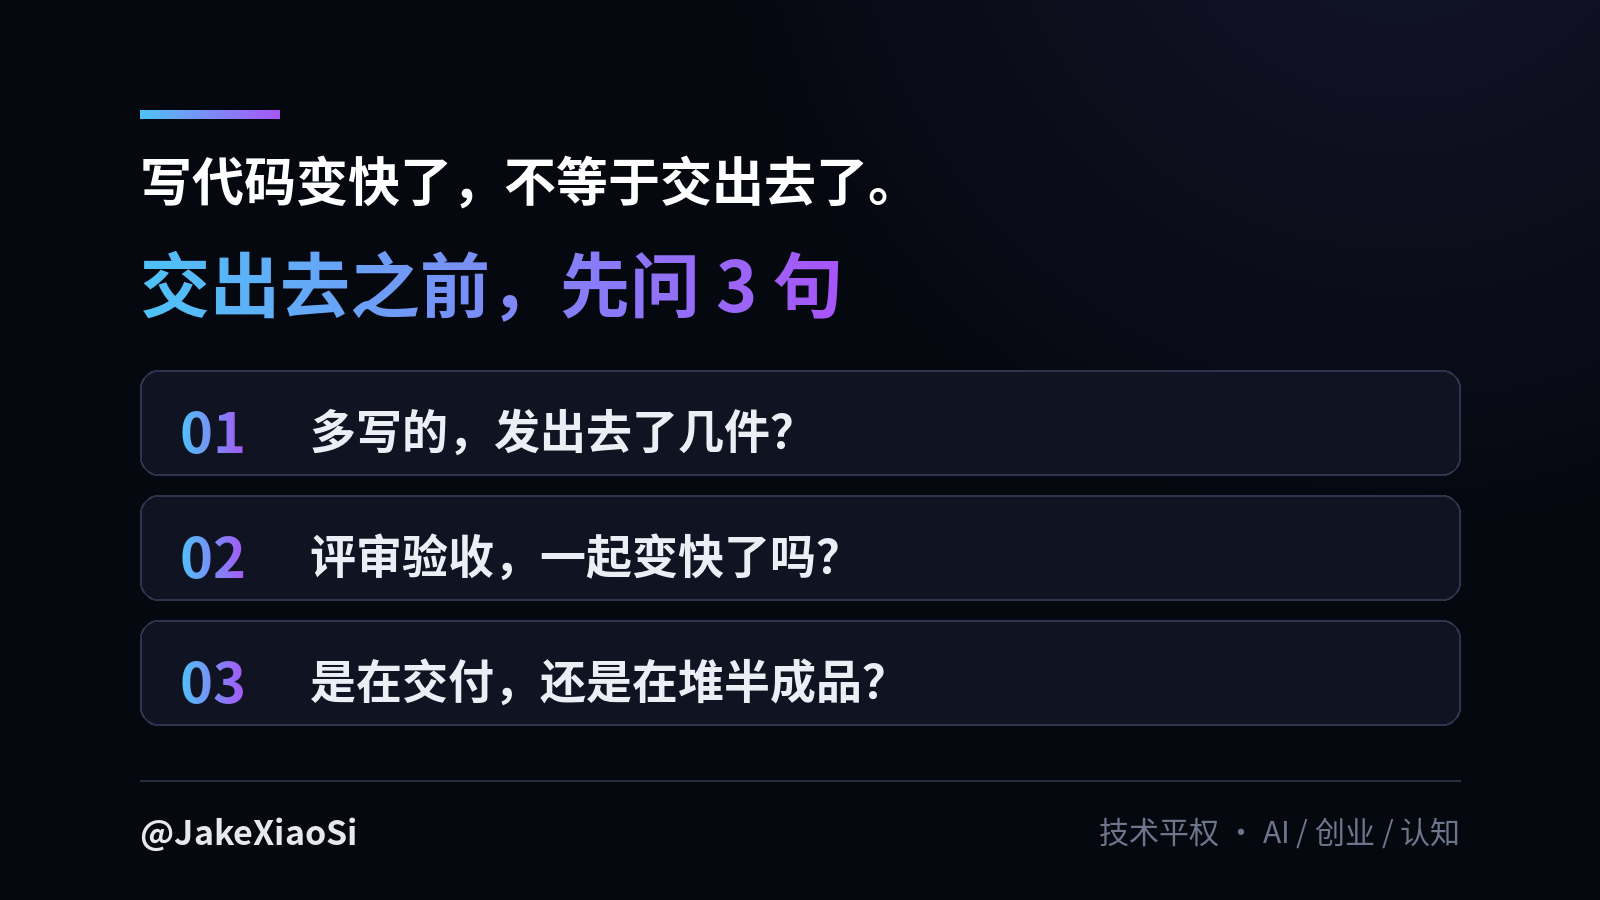 写代码变快了，不等于交出去了。
交出去之前，先问 3 句
01 多写的，发出去了几件？
02 评审验收，一起变快了吗？
03 是在交付，还是在堆半成品？
@JakeXiaoSi
技术平权 · AI / 创业 / 认知